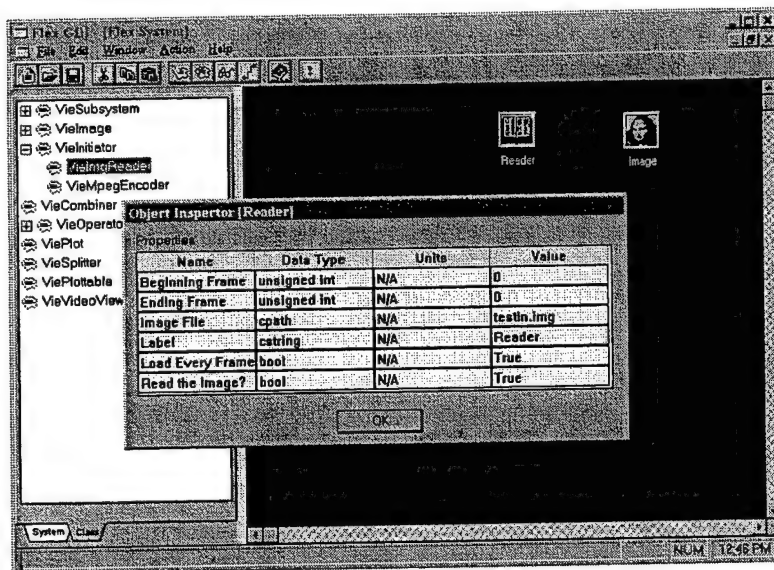 Flex GUI - [Flex System]
File Edit Window Action Help
VieSubsystem
VieImage
VieInitiator
VieImgReader
VieMpegEncoder
VieCombiner
VieOperato
ViePlot
VieSplitter
ViePlottable
VieVideoView
Reader
Image
Object Inspector [Reader]
Properties
Name Data Type Units Value
Beginning Frame unsigned int N/A 0
Ending Frame unsigned int N/A 0
Image File cpath N/A testin.img
Label cstring N/A Reader
Load Every Frame bool N/A True
Read the Image? bool N/A True
OK
System Class
NUM 12:46 PM